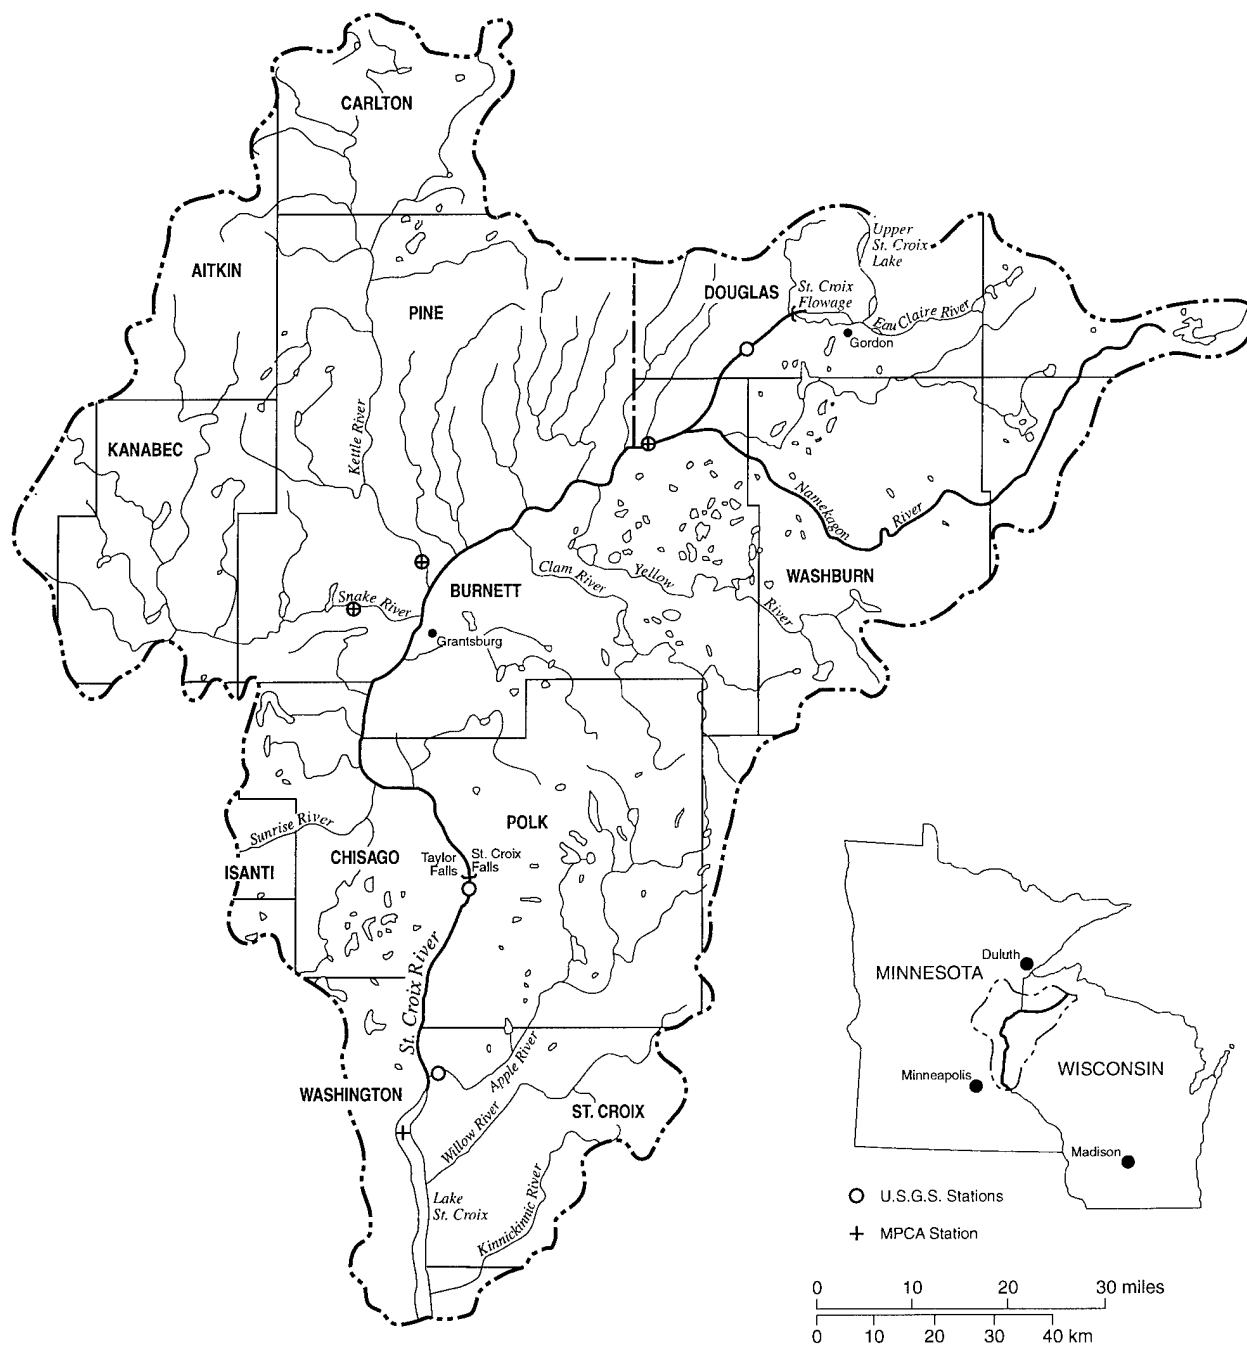 CARLTON
AITKIN
PINE
DOUGLAS
Upper
St. Croix
Lake
St. Croix
Flowage
Eau Claire River
Gordon
KANABEC
Kettle River
Namekagon
River
Snake River
BURNETT
Clam River
Yellow
River
WASHBURN
Grantsburg
Sunrise River
ISANTI
CHISAGO
Taylor
Falls
St. Croix
Falls
POLK
St. Croix River
WASHINGTON
Apple River
Willow River
ST. CROIX
Lake
St. Croix
Kinnickinnic River
Duluth
MINNESOTA
Minneapolis
WISCONSIN
Madison
U.S.G.S. Stations
MPCA Station
0 10 20 30 miles
0 10 20 30 40 km